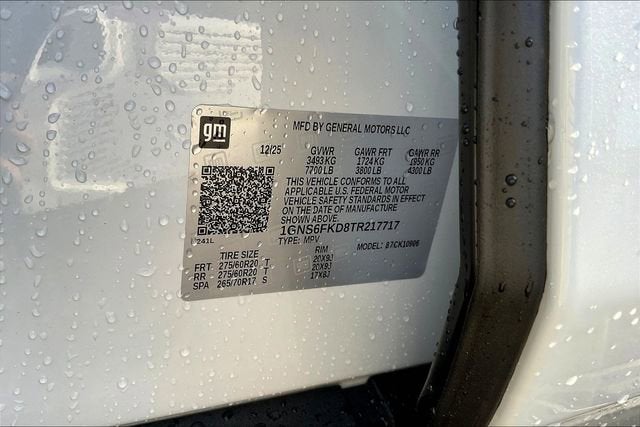 gm
MFD BY GENERAL MOTORS LLC
12/25 GVWR GAWR FRT GAWR RR
3493 KG 1724 KG 1950 KG
7700 LB 3800 LB 4300 LB
THIS VEHICLE CONFORMS TO ALL
APPLICABLE U.S. FEDERAL MOTOR
VEHICLE SAFETY STANDARDS IN EFFECT
ON THE DATE OF MANUFACTURE
SHOWN ABOVE.
1GNS6FKD8TR217717
241L TYPE: MPV MODEL: 87/CK10906
TIRE SIZE RIM
FRT 275/60R20 T 20X9J
RR 275/60R20 T 20X9J
SPA 265/70R17 S 17X8J